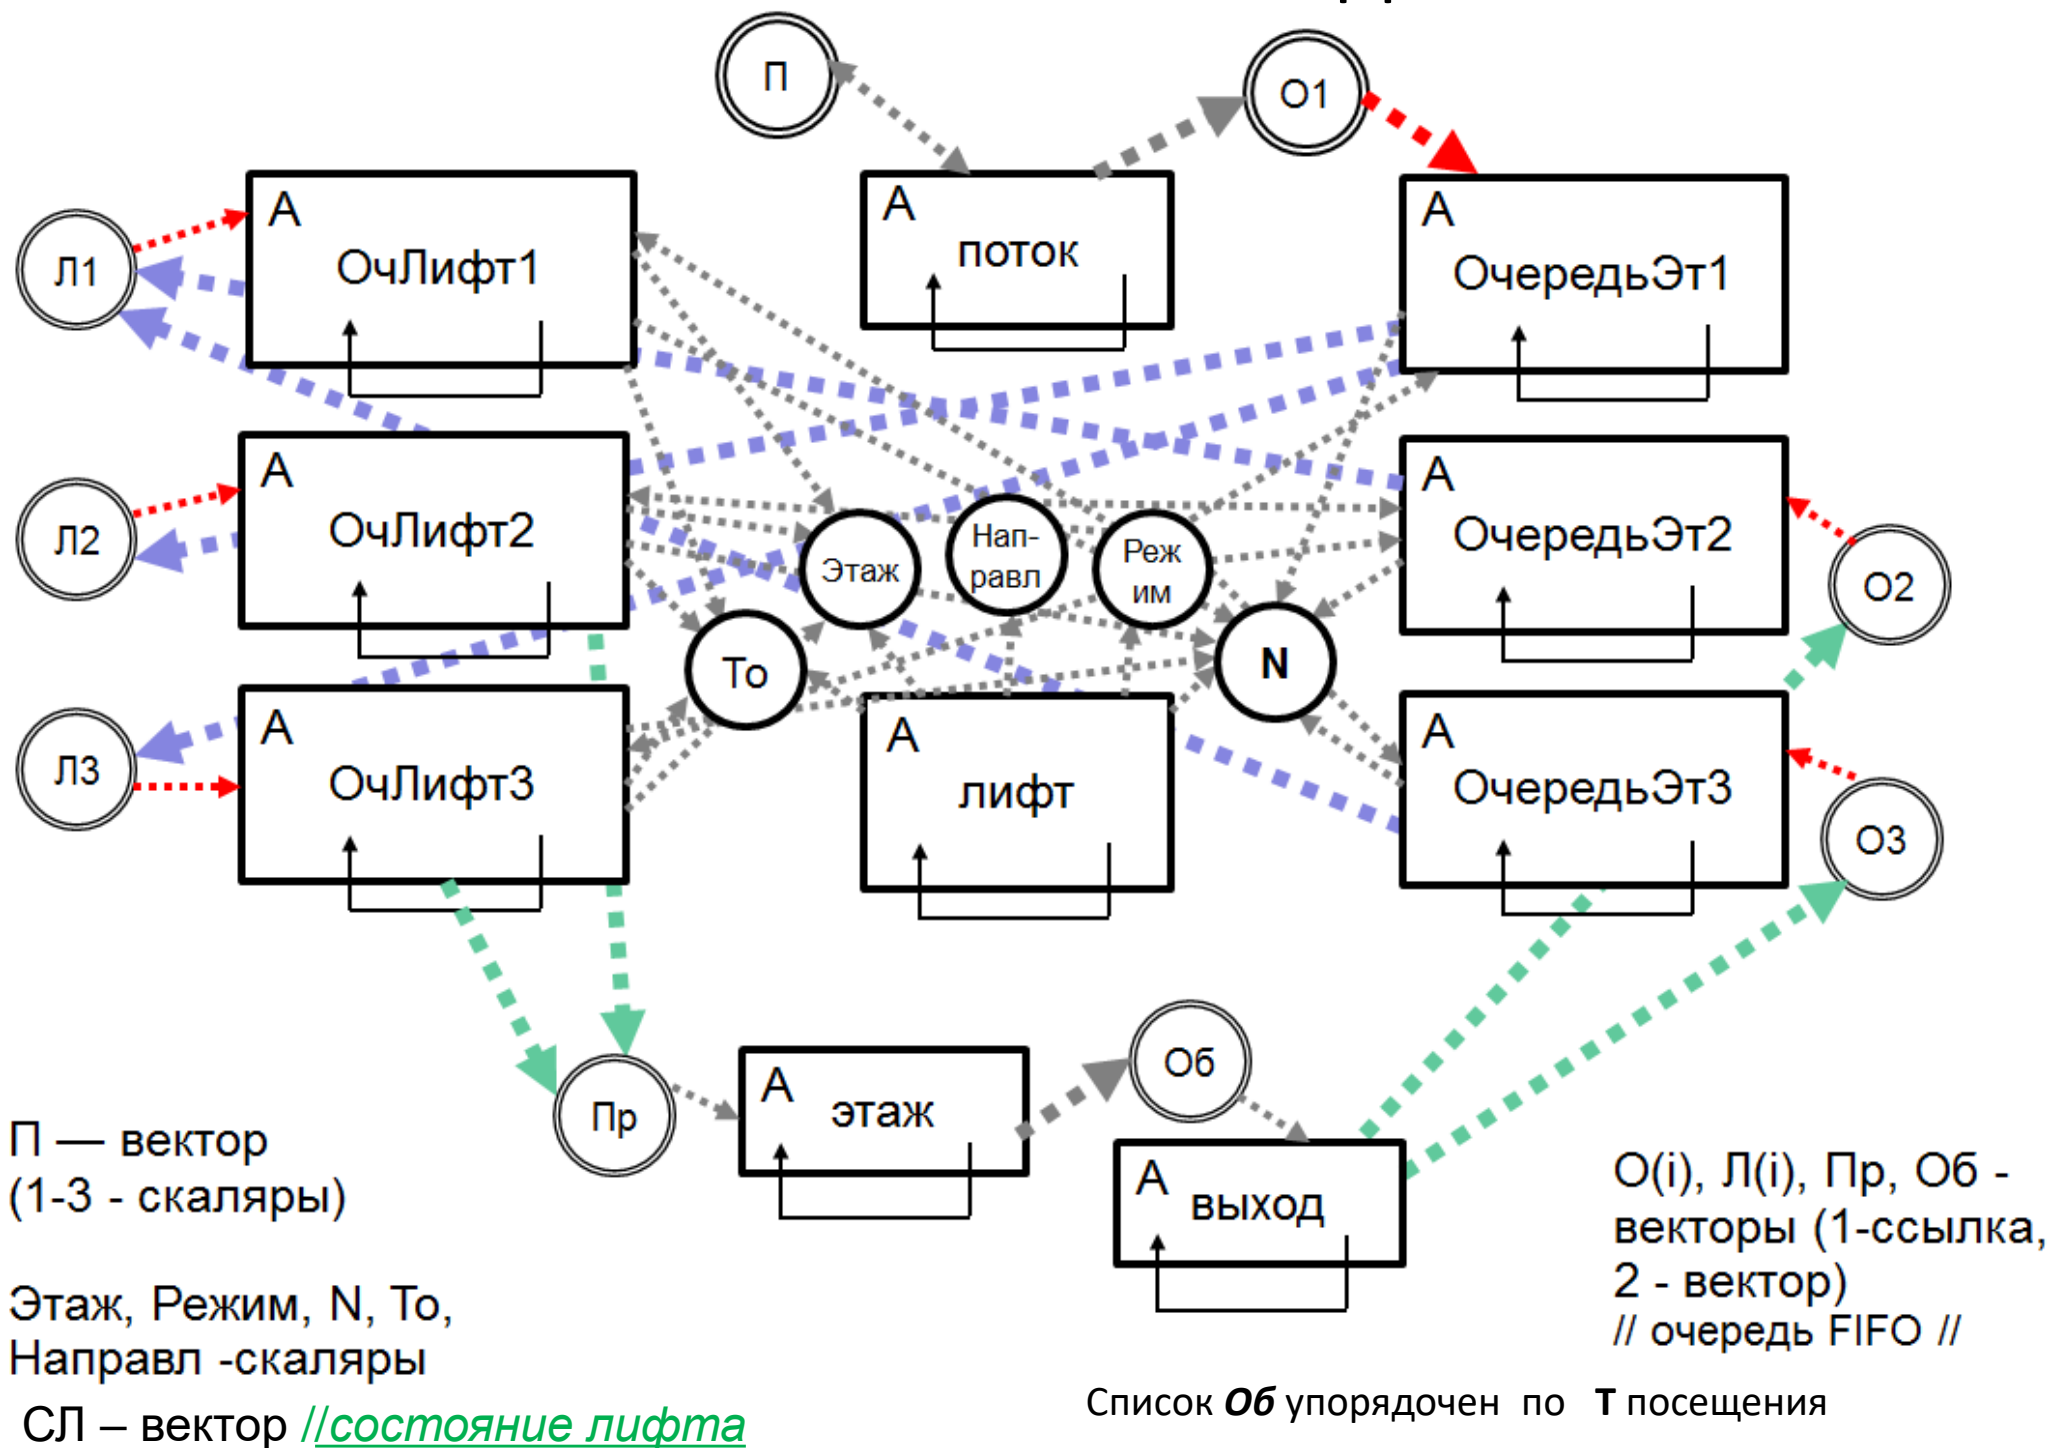 П
О1
А
ОчЛифт1
Л1
А
поток
А
ОчередьЭт1
А
ОчЛифт2
Л2
Этаж
Нап-
равл
Реж
им
А
ОчередьЭт2
О2
То
N
А
ОчЛифт3
Л3
А
лифт
А
ОчередьЭт3
О3
Пр
А
этаж
Об
А
выход
П — вектор
(1-3 - скаляры)
Этаж, Режим, N, То,
Направл -скаляры
СЛ – вектор //состояние лифта
О(i), Л(i), Пр, Об -
векторы (1-ссылка,
2 - вектор)
// очередь FIFO //
Список Об упорядочен по Т посещения